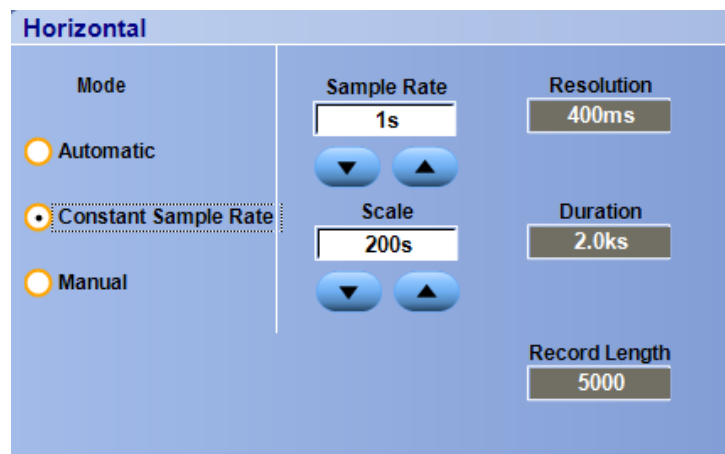 Horizontal
Mode
Automatic
Constant Sample Rate
Manual
Sample Rate
1s
Scale
200s
Resolution
400ms
Duration
2.0ks
Record Length
5000